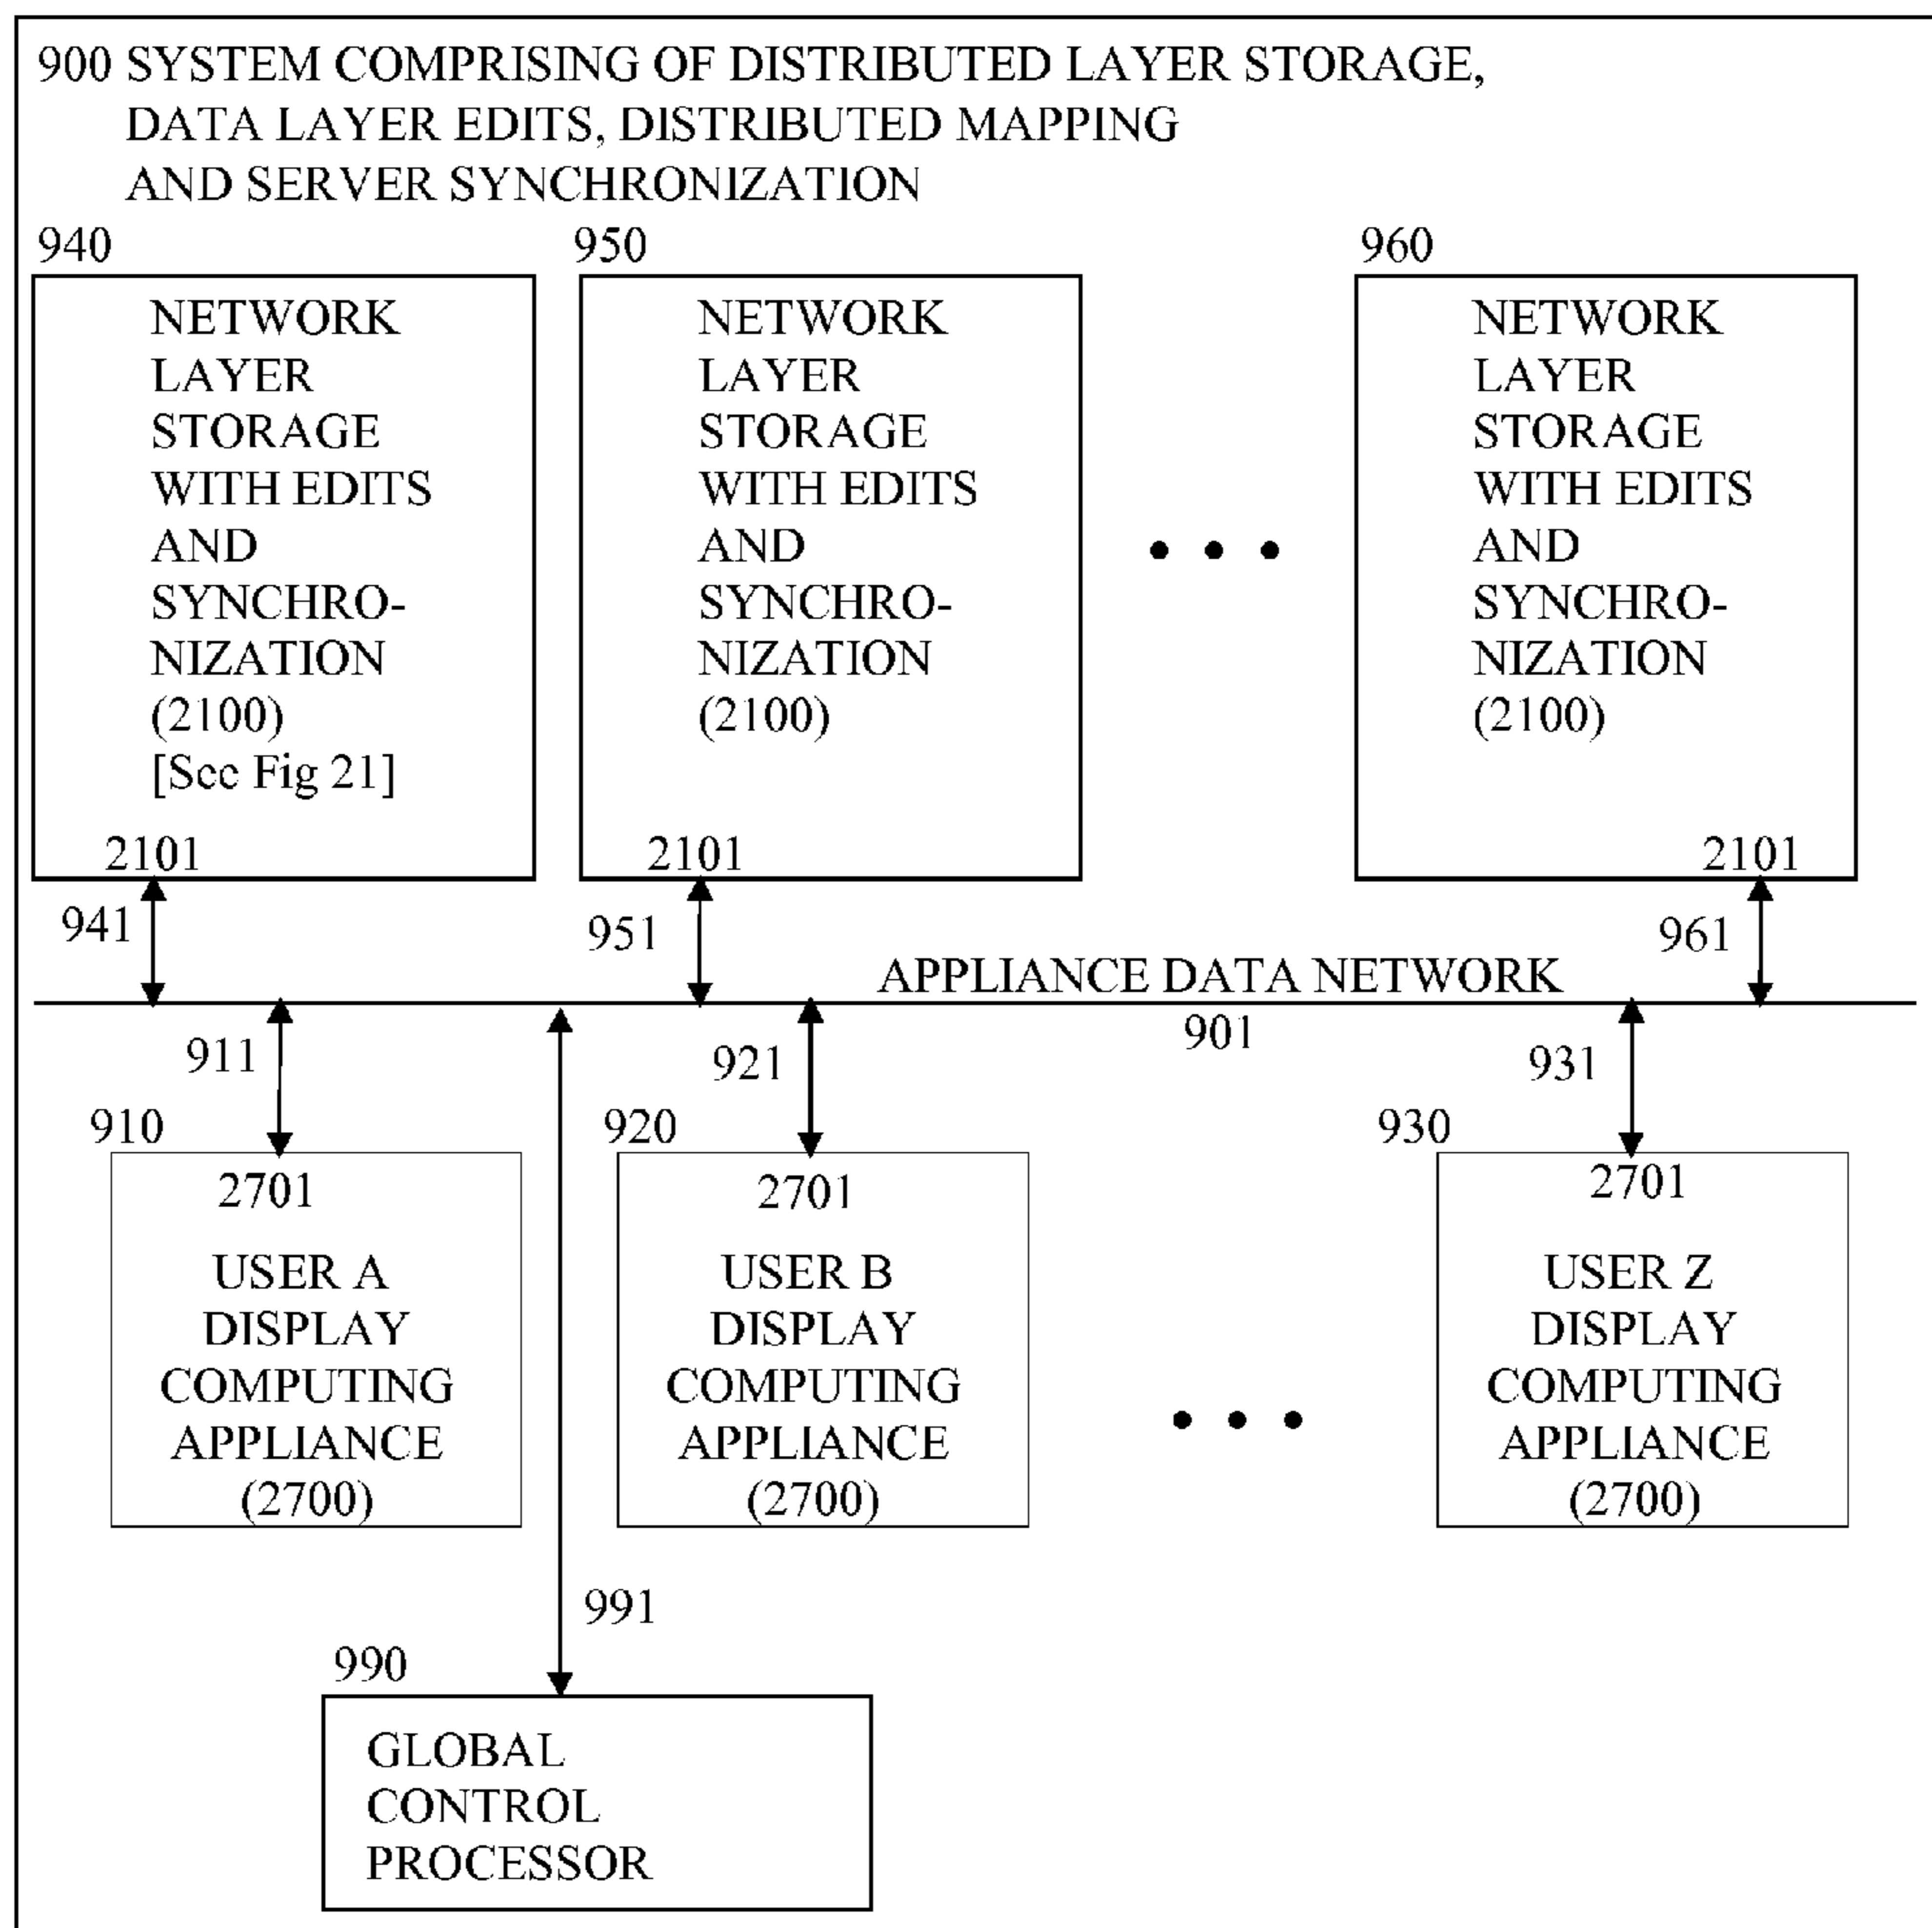 900 SYSTEM COMPRISING OF DISTRIBUTED LAYER STORAGE,
DATA LAYER EDITS, DISTRIBUTED MAPPING
AND SERVER SYNCHRONIZATION
940
NETWORK
LAYER
STORAGE
WITH EDITS
AND
SYNCHRO-
NIZATION
(2100)
[See Fig 21]
2101
950
NETWORK
LAYER
STORAGE
WITH EDITS
AND
SYNCHRO-
NIZATION
(2100)
2101
960
NETWORK
LAYER
STORAGE
WITH EDITS
AND
SYNCHRO-
NIZATION
(2100)
2101
941
951
961
APPLIANCE DATA NETWORK
901
911
921
931
910
2701
USER A
DISPLAY
COMPUTING
APPLIANCE
(2700)
920
2701
USER B
DISPLAY
COMPUTING
APPLIANCE
(2700)
930
2701
USER Z
DISPLAY
COMPUTING
APPLIANCE
(2700)
991
990
GLOBAL
CONTROL
PROCESSOR